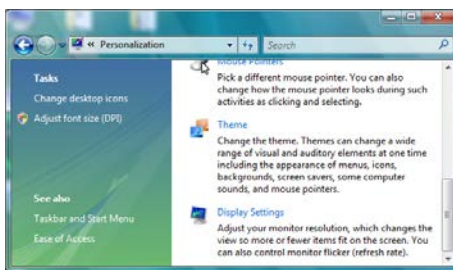 « Personalization
Search
Tasks
Change desktop icons
Adjust font size (DPI)
See also
Taskbar and Start Menu
Ease of Access
Mouse Pointers
Pick a different mouse pointer. You can also
change how the mouse pointer looks during such
activities as clicking and selecting.
Theme
Change the theme. Themes can change a wide
range of visual and auditory elements at one time
including the appearance of menus, icons,
backgrounds, screen savers, some computer
sounds, and mouse pointers.
Display Settings
Adjust your monitor resolution, which changes the
view so more or fewer items fit on the screen. You
can also control monitor flicker (refresh rate).